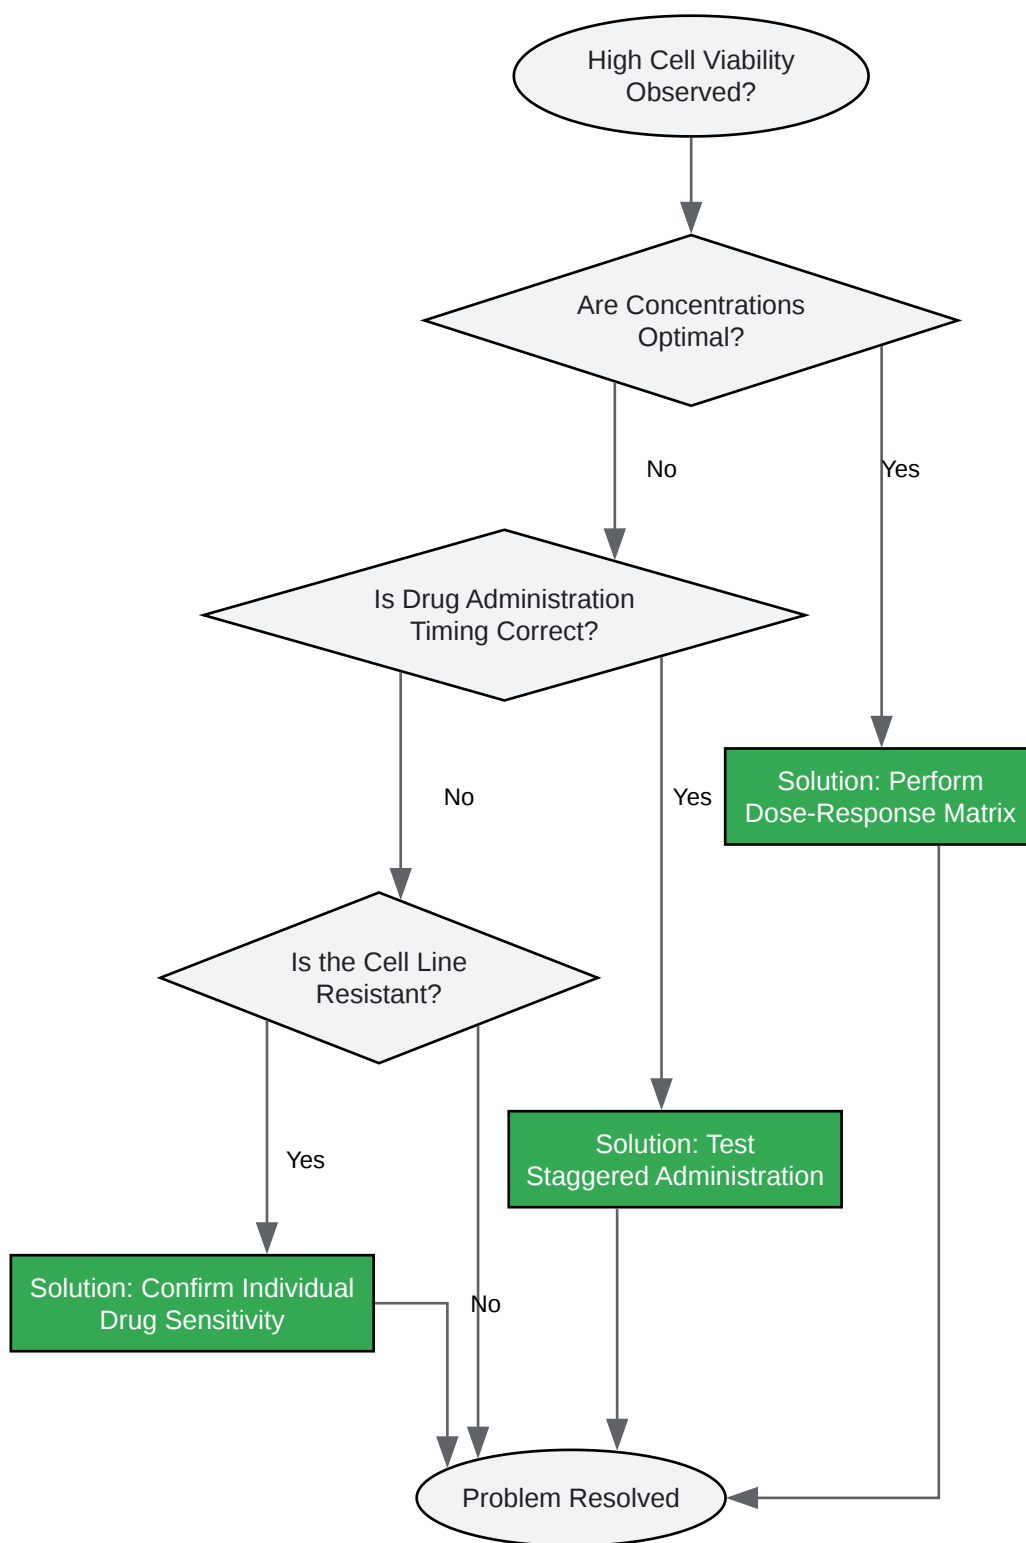 High Cell Viability
Observed?
Are Concentrations
Optimal?
No
Yes
Is Drug Administration
Timing Correct?
No
Yes
Solution: Perform
Dose-Response Matrix
Is the Cell Line
Resistant?
Yes
Solution: Test
Staggered Administration
Solution: Confirm Individual
Drug Sensitivity
No
Problem Resolved